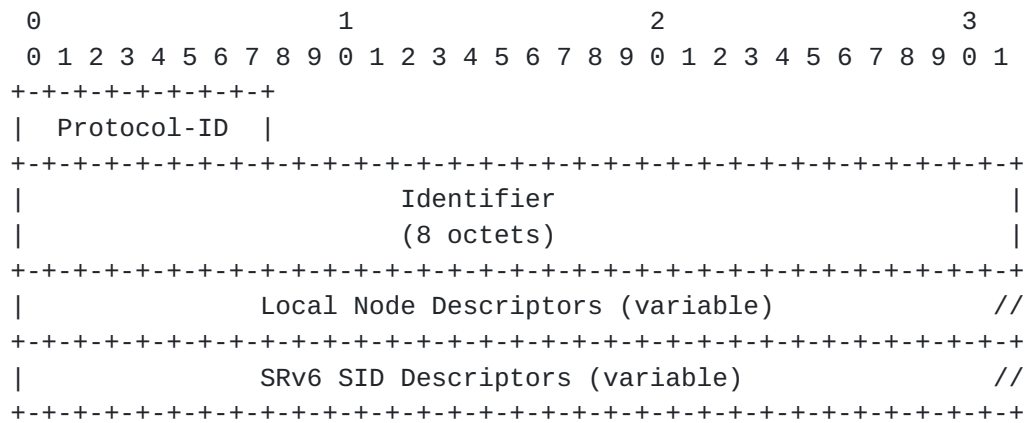 0                   1                   2                   3
 0 1 2 3 4 5 6 7 8 9 0 1 2 3 4 5 6 7 8 9 0 1 2 3 4 5 6 7 8 9 0 1
+-+-+-+-+-+-+-+-+
|  Protocol-ID  |
+-+-+-+-+-+-+-+-+-+-+-+-+-+-+-+-+-+-+-+-+-+-+-+-+-+-+-+-+-+-+-+-+
|                        Identifier                             |
|                        (8 octets)                             |
+-+-+-+-+-+-+-+-+-+-+-+-+-+-+-+-+-+-+-+-+-+-+-+-+-+-+-+-+-+-+-+-+
|               Local Node Descriptors (variable)              //
+-+-+-+-+-+-+-+-+-+-+-+-+-+-+-+-+-+-+-+-+-+-+-+-+-+-+-+-+-+-+-+-+
|               SRv6 SID Descriptors (variable)                //
+-+-+-+-+-+-+-+-+-+-+-+-+-+-+-+-+-+-+-+-+-+-+-+-+-+-+-+-+-+-+-+-+